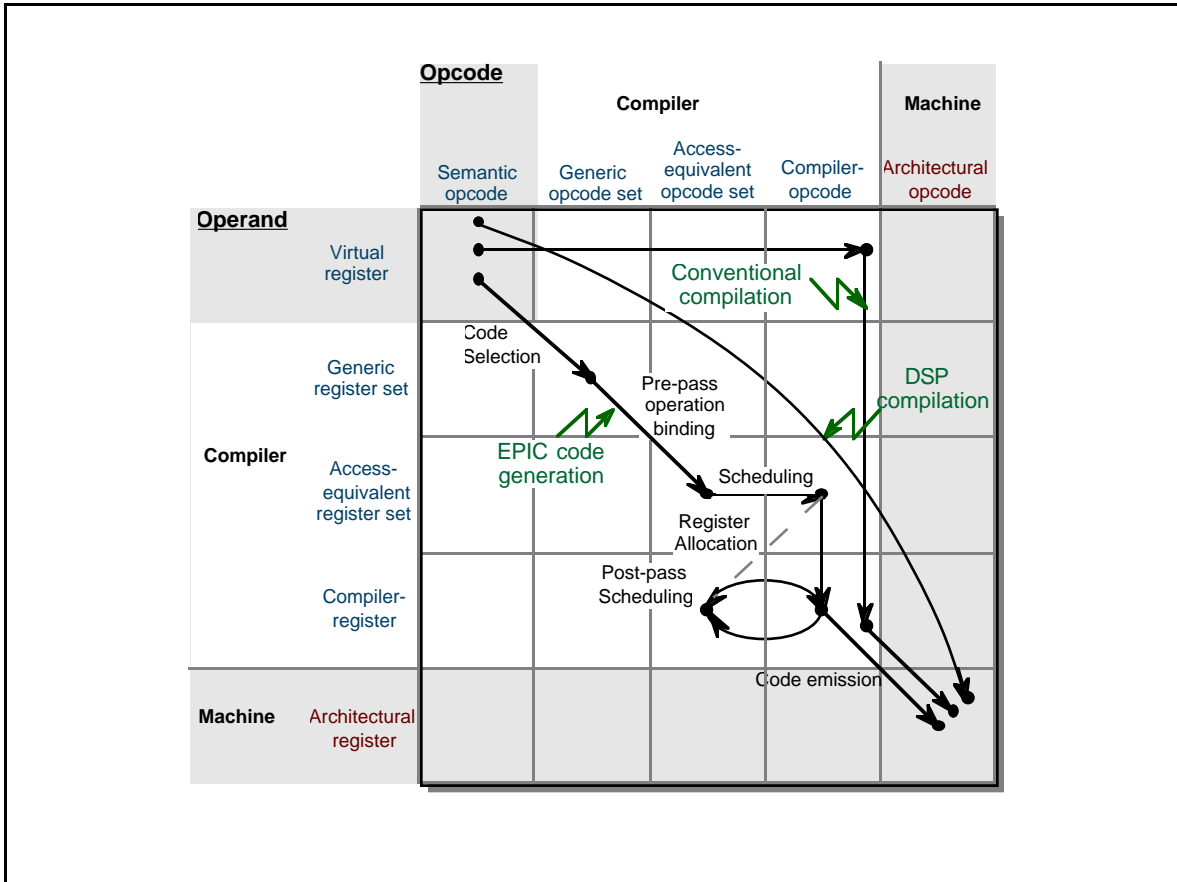 Opcode
Compiler
Machine
Semantic
opcode
Generic
opcode set
Access-
equivalent
opcode set
Compiler-
opcode
Architectural
opcode
Operand
Virtual
register
Conventional
compilation
Code
Selection
Generic
register set
Pre-pass
operation
binding
DSP
compilation
EPIC code
generation
Compiler
Access-
equivalent
register set
Scheduling
Register
Allocation
Post-pass
Scheduling
Compiler-
register
Code emission
Machine
Architectural
register